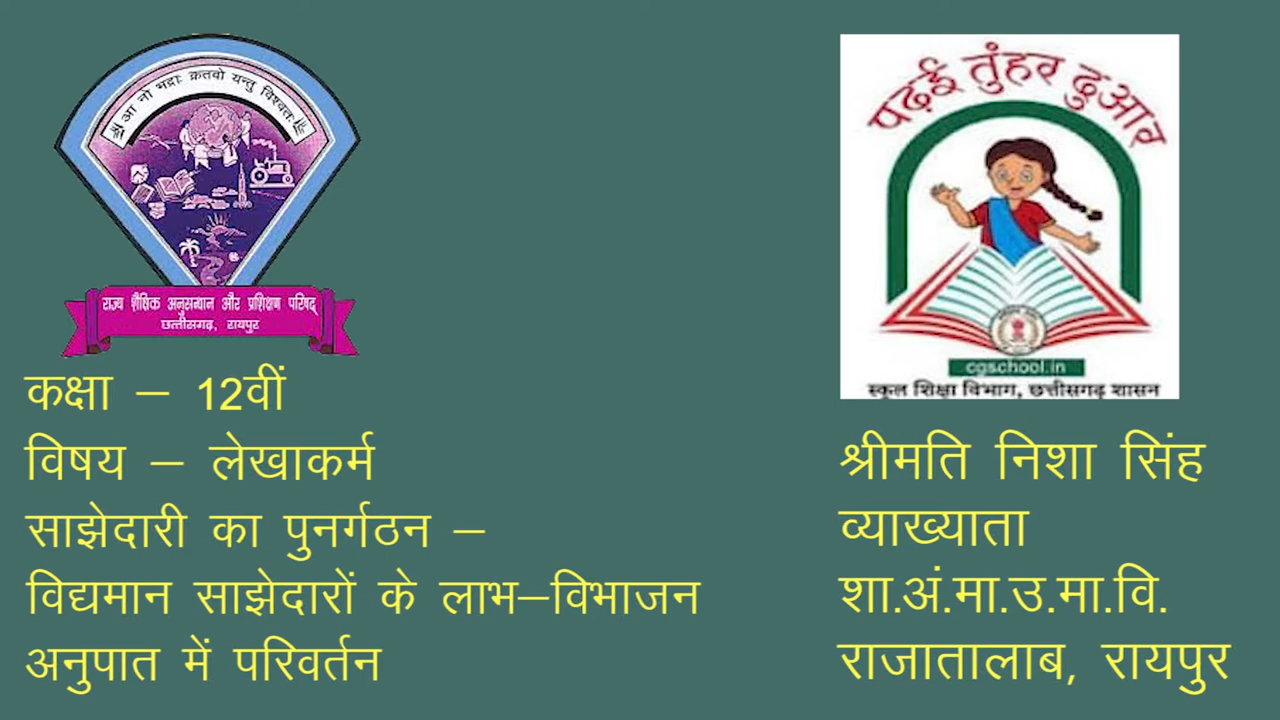 आ नो भद्राः क्रतवो यन्तु विश्वतः
राज्य शैक्षिक अनुसन्धान और प्रशिक्षण परिषद्
छत्तीसगढ़, रायपुर
कक्षा – 12वीं
विषय – लेखाकर्म
साझेदारी का पुनर्गठन –
विद्यमान साझेदारों के लाभ–विभाजन
अनुपात में परिवर्तन
पढ़ई तुंहर दुआर
cgschool.in
स्कूल शिक्षा विभाग, छत्तीसगढ़ शासन
श्रीमति निशा सिंह
व्याख्याता
शा.अं.मा.उ.मा.वि.
राजातालाब, रायपुर